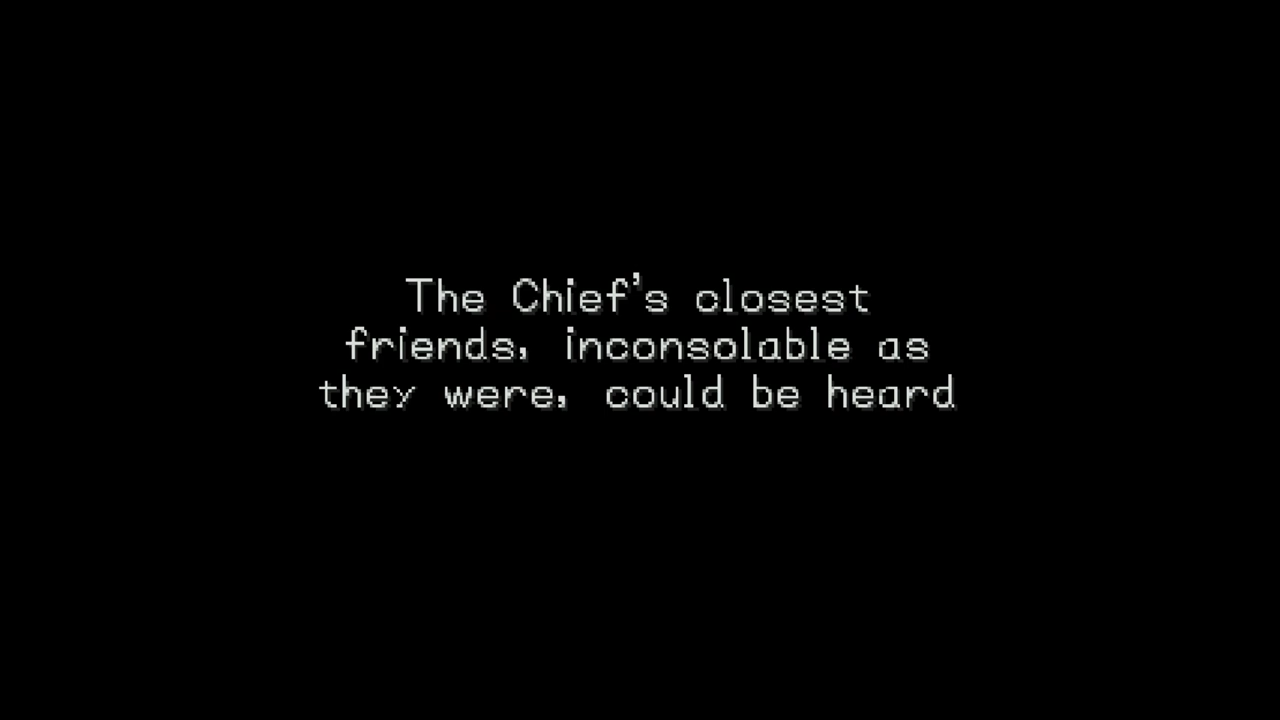 The Chief's closest
friends, inconsolable as
they were, could be heard